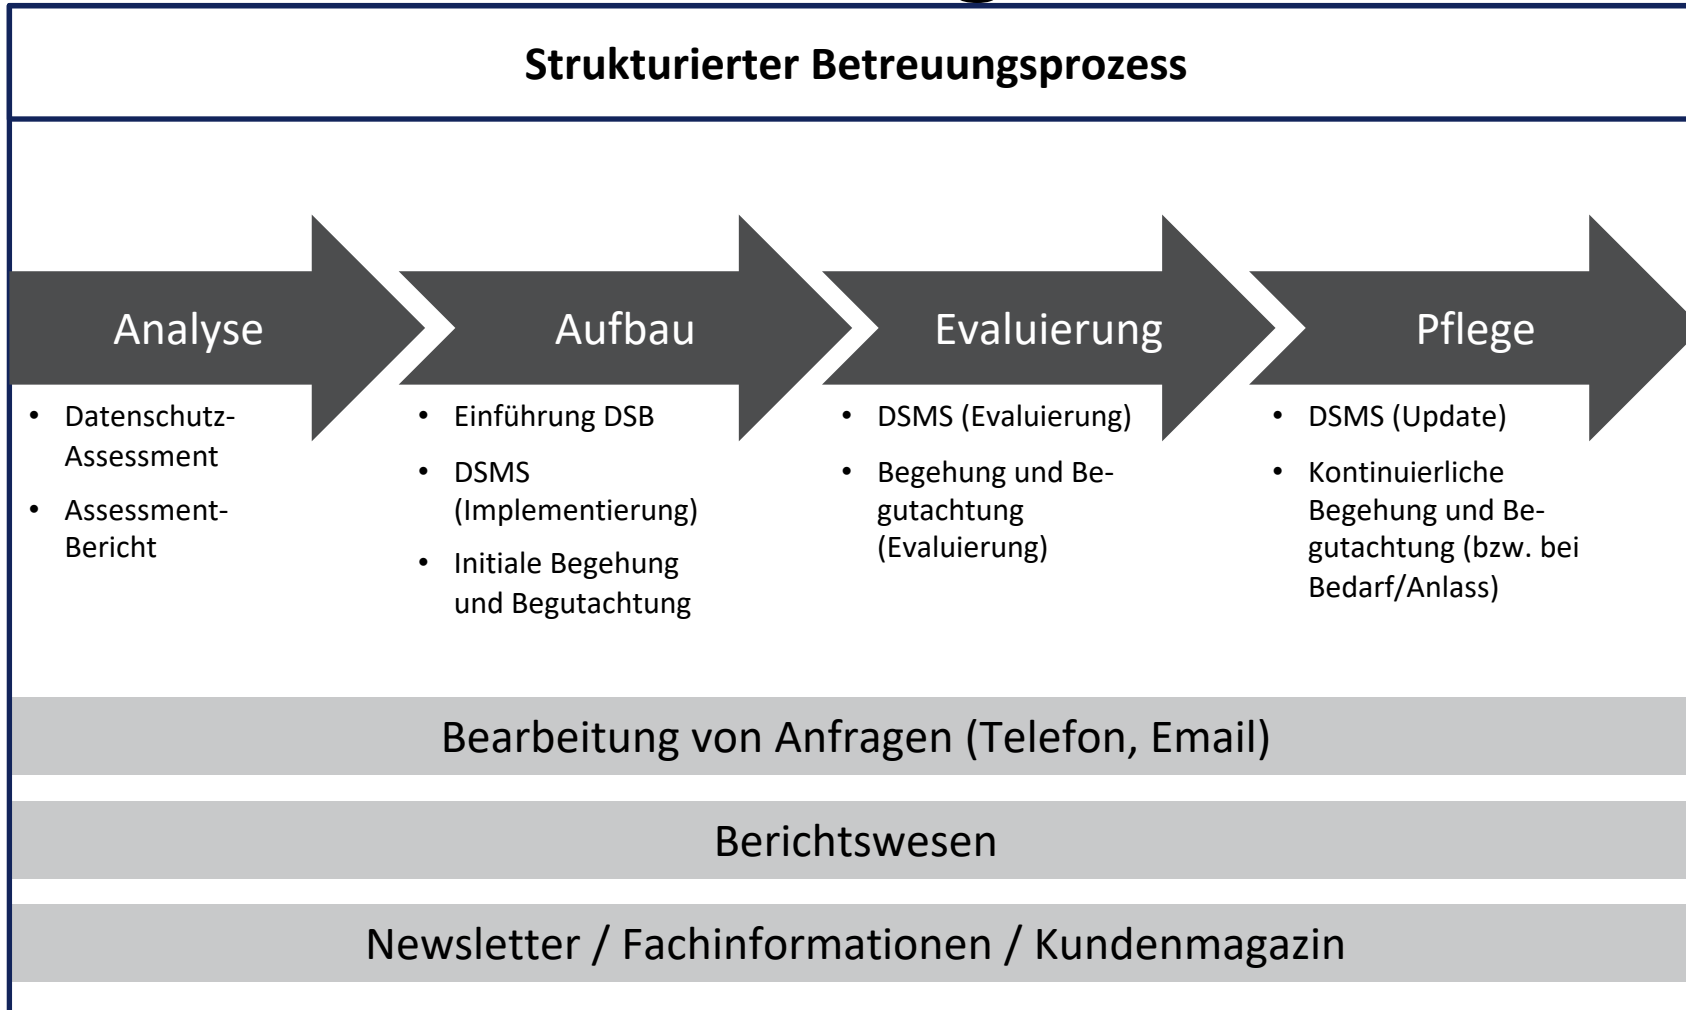 Strukturierter Betreuungsprozess
Analyse
Aufbau
Evaluierung
Pflege
• Datenschutz-
Assessment
• Assessment-
Bericht
• Einführung DSB
• DSMS
(Implementierung)
• Initiale Begehung
und Begutachtung
• DSMS (Evaluierung)
• Begehung und Be-
gutachtung
(Evaluierung)
• DSMS (Update)
• Kontinuierliche
Begehung und Be-
gutachtung (bzw. bei
Bedarf/Anlass)
Bearbeitung von Anfragen (Telefon, Email)
Berichtswesen
Newsletter / Fachinformationen / Kundenmagazin